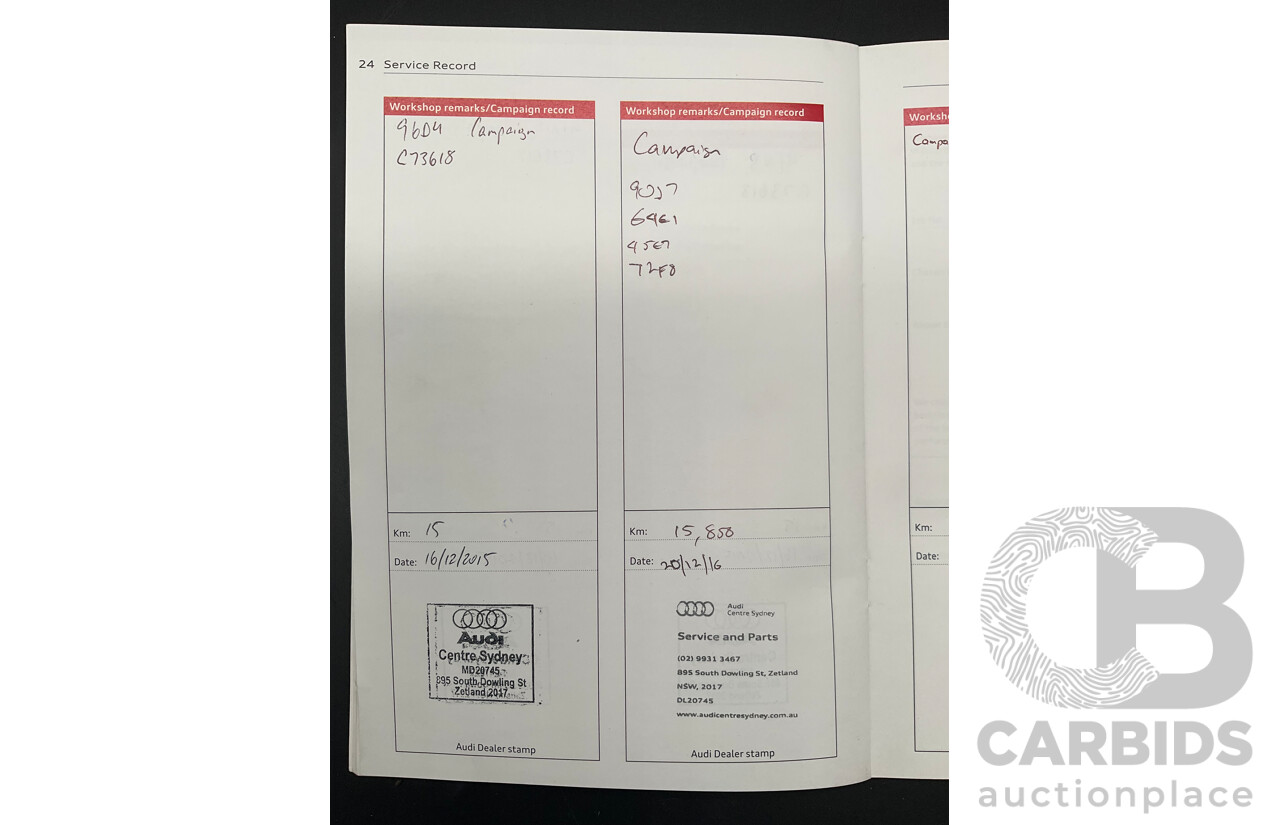 24 Service Record
Workshop remarks/Campaign record
96D4 Campaign
C73618
Km: 15
Date: 16/12/2015
Audi
Centre Sydney
MD20745
895 South Dowling St
Zetland 2017
Audi Dealer stamp
Workshop remarks/Campaign record
Campaign
6961
45G7
72F8
Km: 15,850
Date: 20/12/16
Audi
Centre Sydney
Service and Parts
(02) 9931 3467
895 South Dowling St, Zetland
NSW, 2017
DL20745
www.audicentresydney.com.au
Audi Dealer stamp
Worksh
Campa
Km:
Date:
CB
CARBIDS
auctionplace